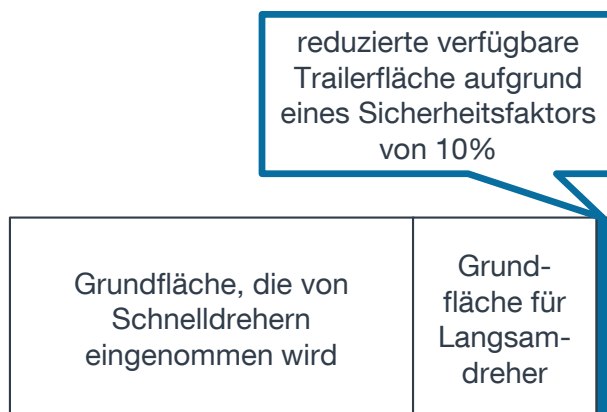 reduzierte verfügbare
Trailerfläche aufgrund
eines Sicherheitsfaktors
von 10%
Grundfläche, die von
Schnelldrehern
eingenommen wird
Grund-
fläche für
Langsam-
dreher